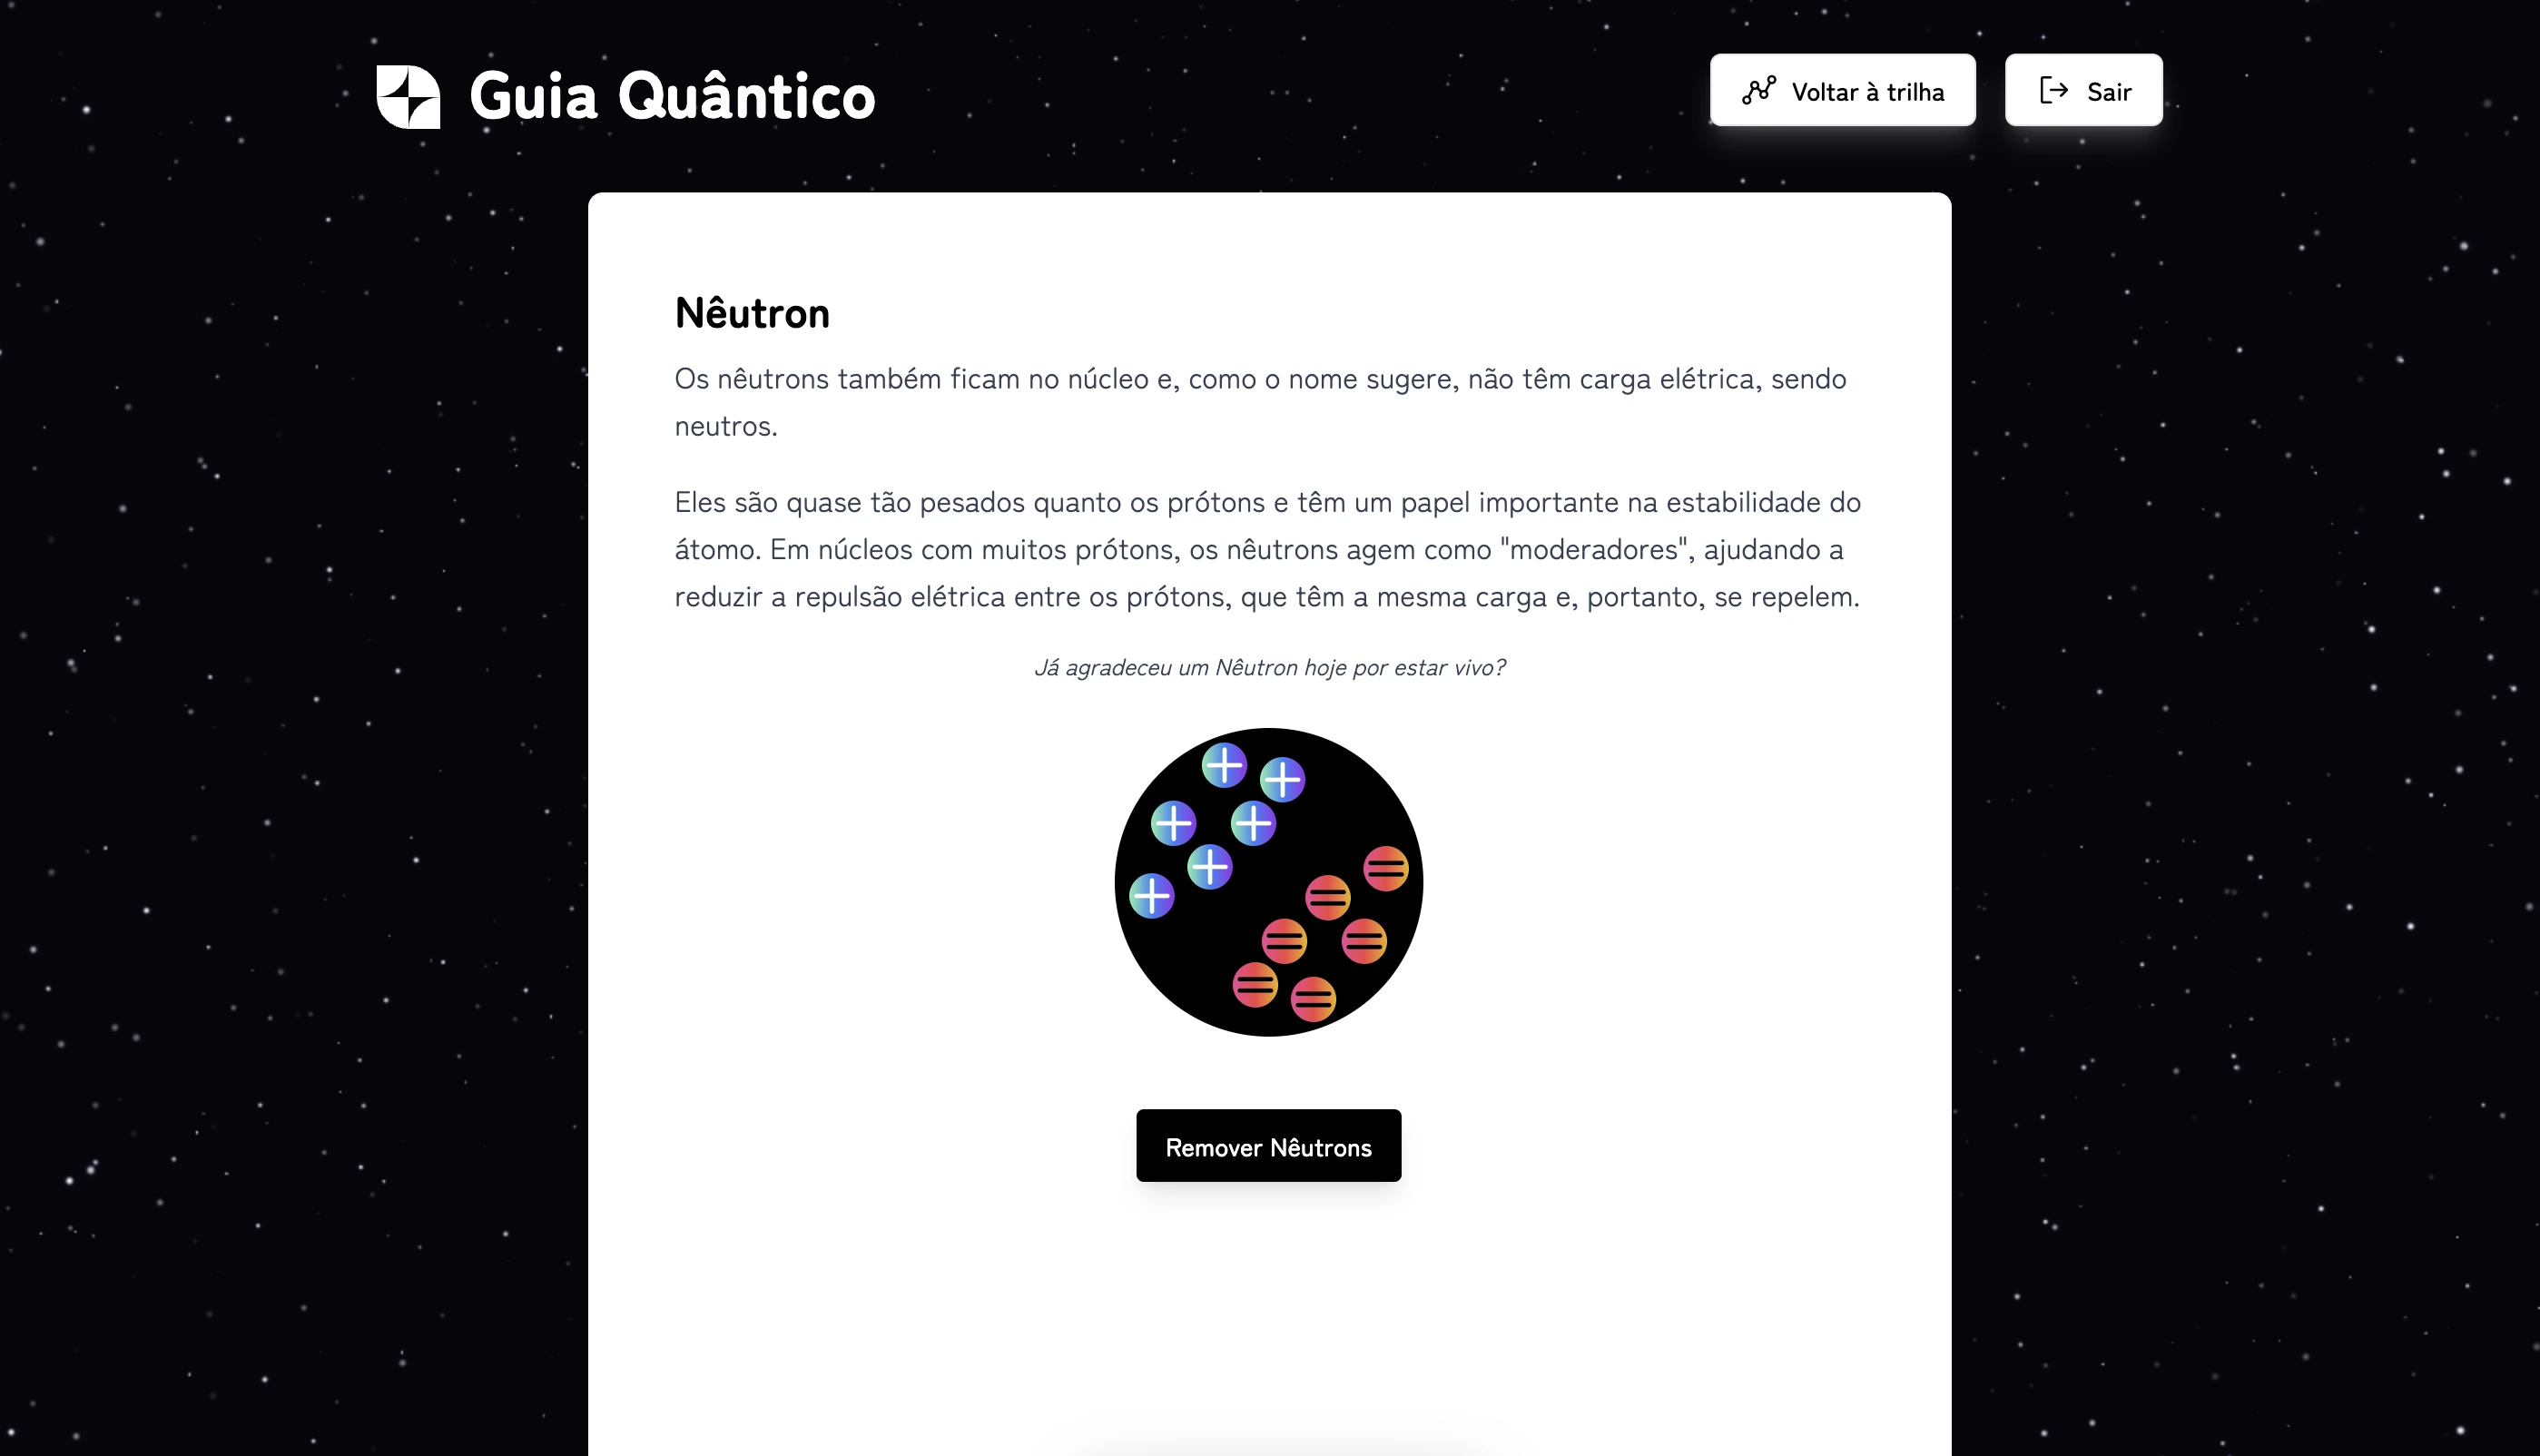 Guia Quântico
Voltar à trilha
Sair
Nêutron
Os nêutrons também ficam no núcleo e, como o nome sugere, não têm carga elétrica, sendo
neutros.
Eles são quase tão pesados quanto os prótons e têm um papel importante na estabilidade do
átomo. Em núcleos com muitos prótons, os nêutrons agem como "moderadores", ajudando a
reduzir a repulsão elétrica entre os prótons, que têm a mesma carga e, portanto, se repelem.
Já agradeceu um Nêutron hoje por estar vivo?
Remover Nêutrons